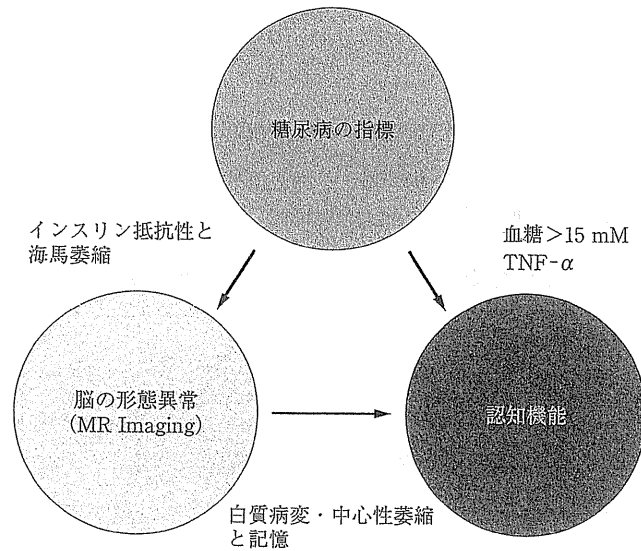 糖尿病の指標
インスリン抵抗性と
海馬萎縮
血糖＞15 mM
TNF-α
脳の形態異常
(MR Imaging)
認知機能
白質病変・中心性萎縮
と記憶